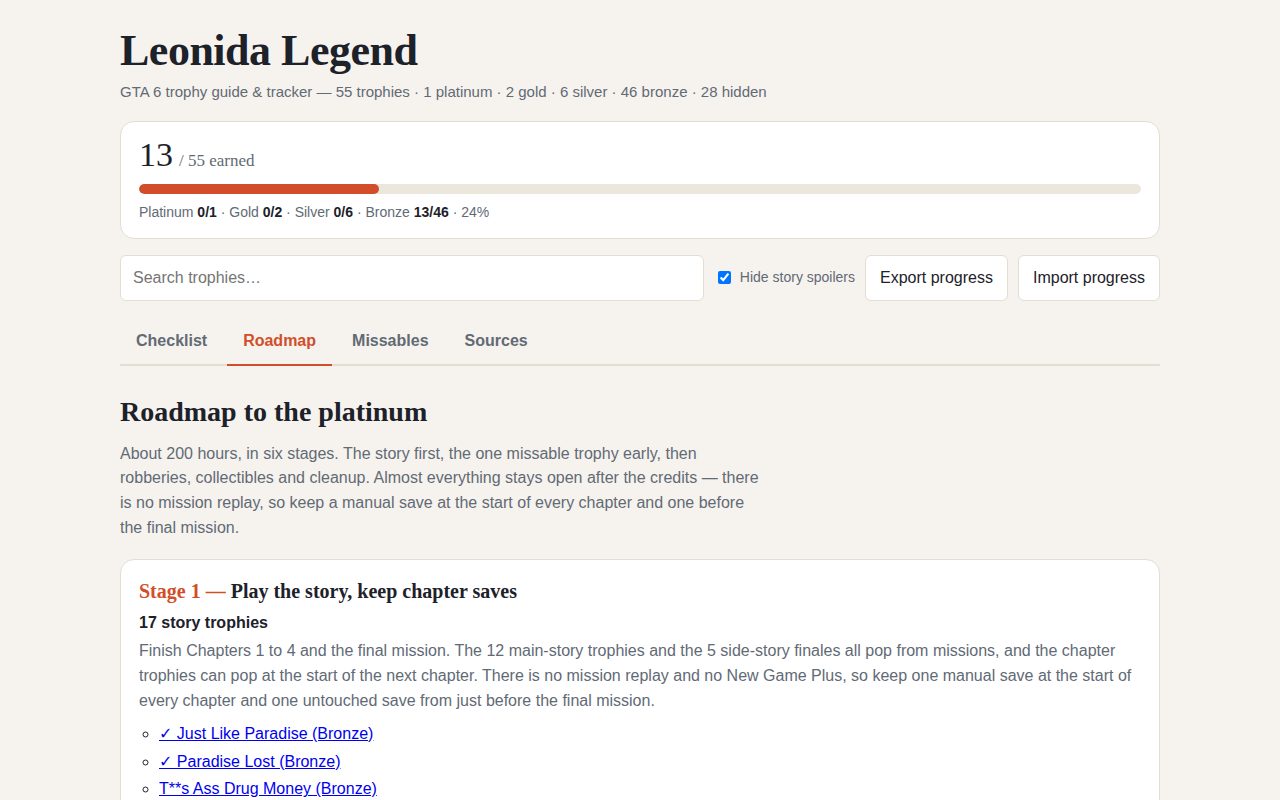 Leonida Legend
GTA 6 trophy guide & tracker — 55 trophies · 1 platinum · 2 gold · 6 silver · 46 bronze · 28 hidden
13 / 55 earned
Platinum 0/1 · Gold 0/2 · Silver 0/6 · Bronze 13/46 · 24%
Search trophies…
Hide story spoilers
Export progress
Import progress
Checklist
Roadmap
Missables
Sources
Roadmap to the platinum
About 200 hours, in six stages. The story first, the one missable trophy early, then
robberies, collectibles and cleanup. Almost everything stays open after the credits — there
is no mission replay, so keep a manual save at the start of every chapter and one before
the final mission.
Stage 1 — Play the story, keep chapter saves
17 story trophies
Finish Chapters 1 to 4 and the final mission. The 12 main-story trophies and the 5 side-story finales all pop from missions, and the chapter
trophies can pop at the start of the next chapter. There is no mission replay and no New Game Plus, so keep one manual save at the start of
every chapter and one untouched save from just before the final mission.
✓ Just Like Paradise (Bronze)
✓ Paradise Lost (Bronze)
T**s Ass Drug Money (Bronze)